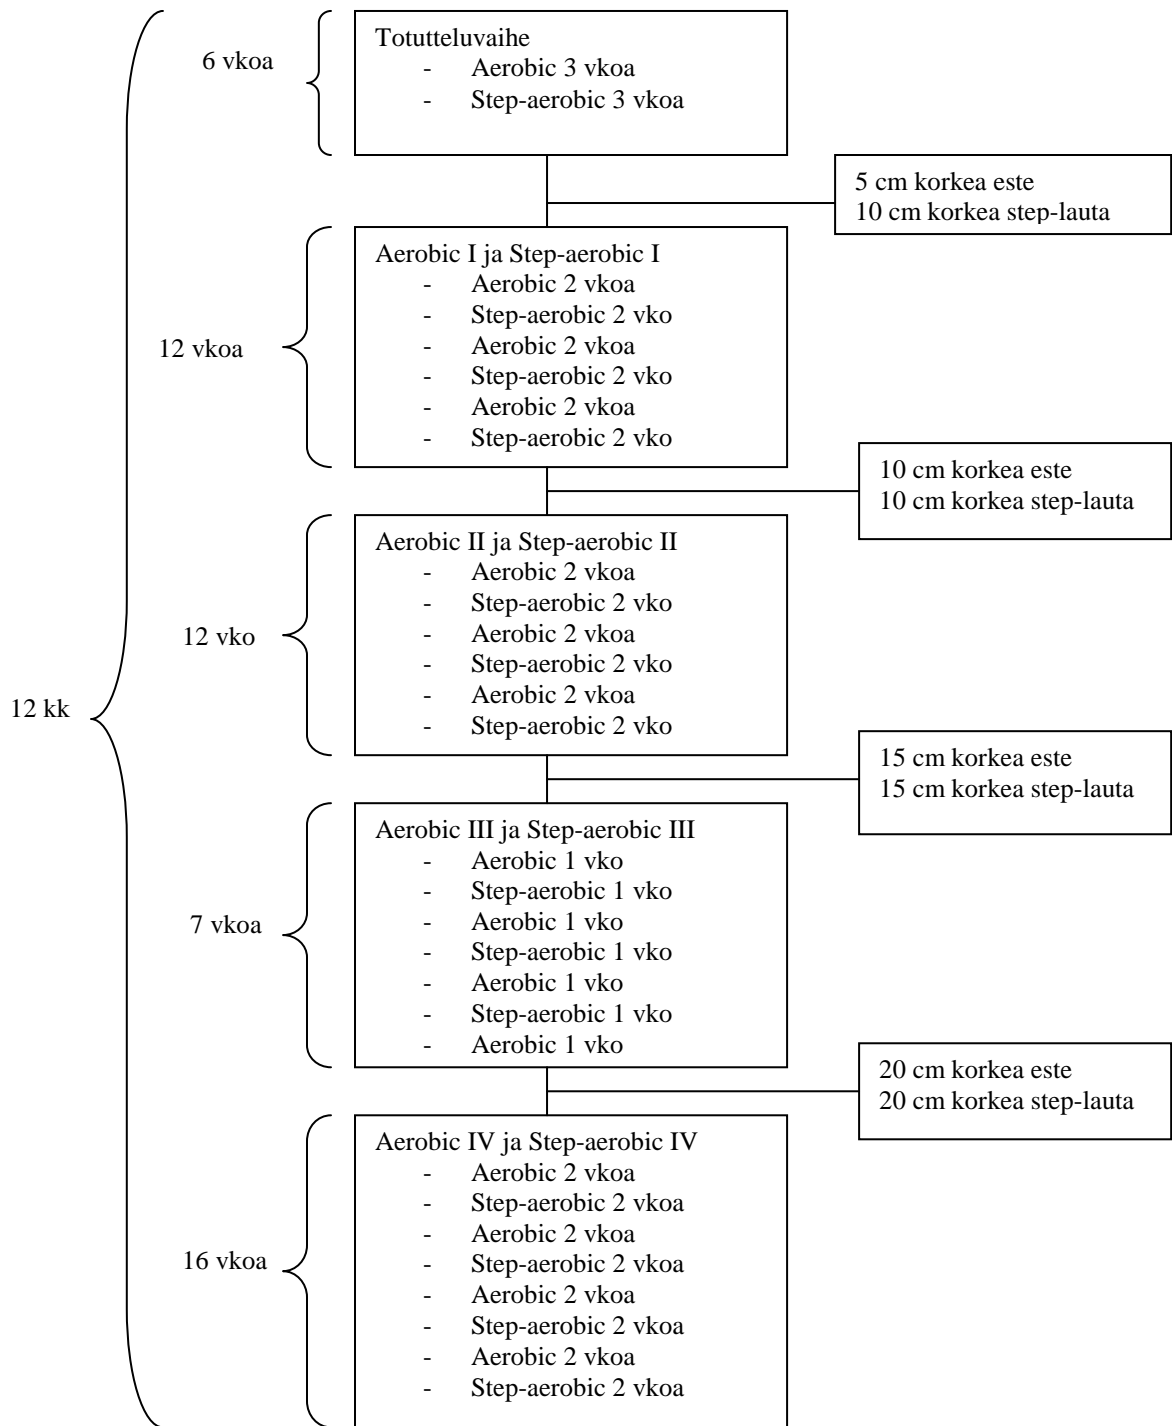 6 vkoa
Totutteluvaihe
- Aerobic 3 vkoa
- Step-aerobic 3 vkoa
5 cm korkea este
10 cm korkea step-lauta
12 vkoa
Aerobic I ja Step-aerobic I
- Aerobic 2 vkoa
- Step-aerobic 2 vko
- Aerobic 2 vkoa
- Step-aerobic 2 vko
- Aerobic 2 vkoa
- Step-aerobic 2 vko
10 cm korkea este
10 cm korkea step-lauta
12 vko
Aerobic II ja Step-aerobic II
- Aerobic 2 vkoa
- Step-aerobic 2 vko
- Aerobic 2 vkoa
- Step-aerobic 2 vko
- Aerobic 2 vkoa
- Step-aerobic 2 vko
12 kk
15 cm korkea este
15 cm korkea step-lauta
7 vkoa
Aerobic III ja Step-aerobic III
- Aerobic 1 vko
- Step-aerobic 1 vko
- Aerobic 1 vko
- Step-aerobic 1 vko
- Aerobic 1 vko
- Step-aerobic 1 vko
- Aerobic 1 vko
20 cm korkea este
20 cm korkea step-lauta
16 vkoa
Aerobic IV ja Step-aerobic IV
- Aerobic 2 vkoa
- Step-aerobic 2 vkoa
- Aerobic 2 vkoa
- Step-aerobic 2 vkoa
- Aerobic 2 vkoa
- Step-aerobic 2 vkoa
- Aerobic 2 vkoa
- Step-aerobic 2 vkoa